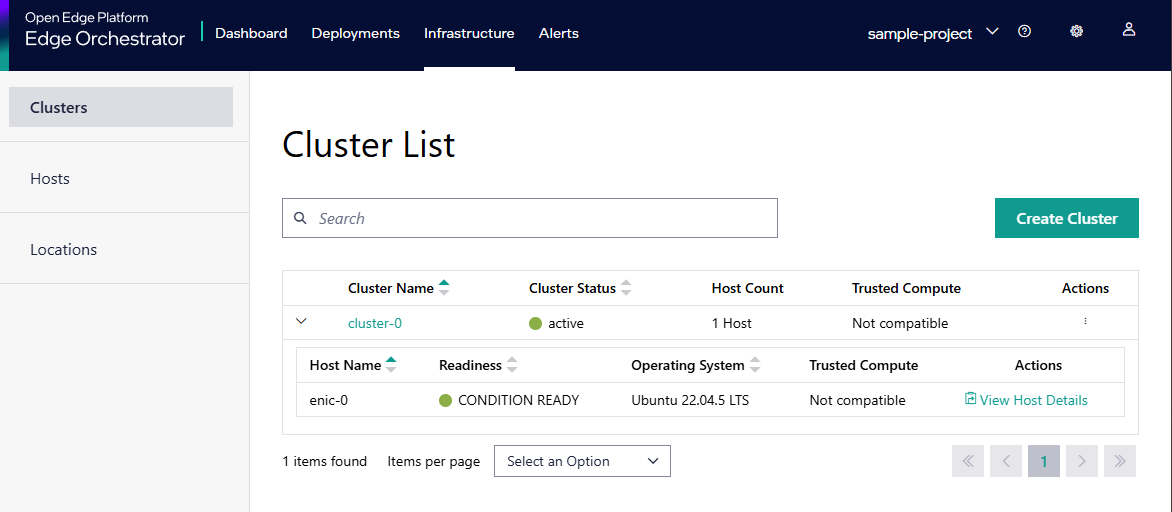 Open Edge Platform
Edge Orchestrator
Dashboard Deployments Infrastructure Alerts sample-project
Clusters
Hosts
Locations
Cluster List
Search
Create Cluster
Cluster Name Cluster Status Host Count Trusted Compute Actions
cluster-0 active 1 Host Not compatible
Host Name Readiness Operating System Trusted Compute Actions
enic-0 CONDITION READY Ubuntu 22.04.5 LTS Not compatible View Host Details
1 items found Items per page Select an Option 1